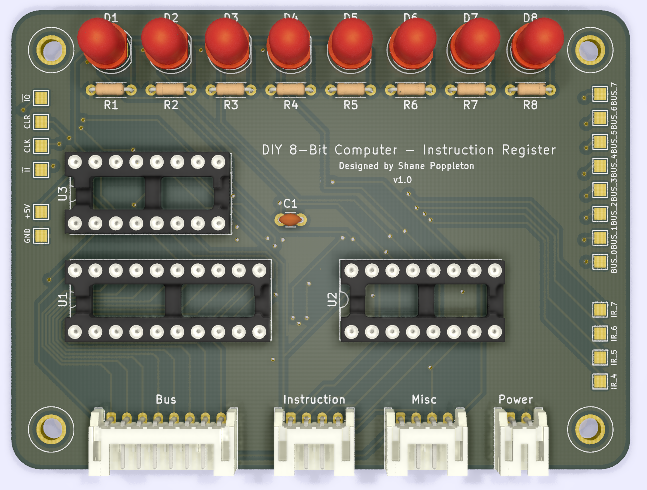 D1 D2 D3 D4 D5 D6 D7 D8
R1 R2 R3 R4 R5 R6 R7 R8
IO
CLR
CLK
II
+5V
GND
BUS_7
BUS_6
BUS_5
BUS_4
BUS_3
BUS_2
BUS_1
BUS_0
DIY 8-Bit Computer - Instruction Register
Designed by Shane Poppleton
v1.0
U3
C1
U1
U2
IR_7
IR_6
IR_5
IR_4
Bus Instruction Misc Power